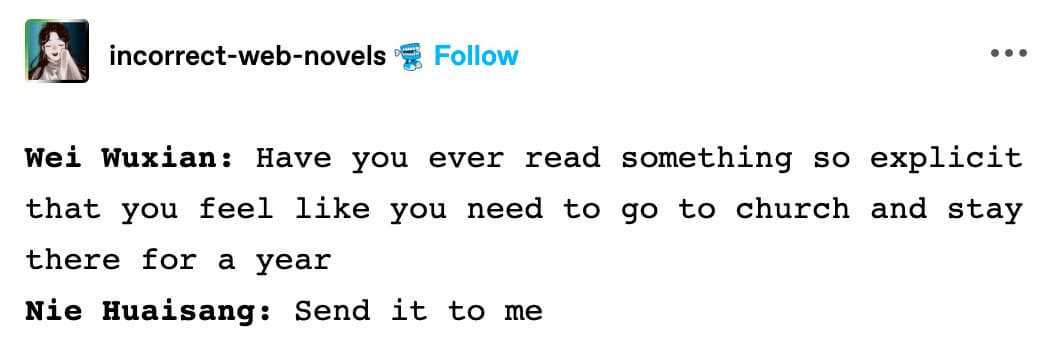 incorrect-web-novels Follow
Wei Wuxian: Have you ever read something so explicit
that you feel like you need to go to church and stay
there for a year
Nie Huaisang: Send it to me